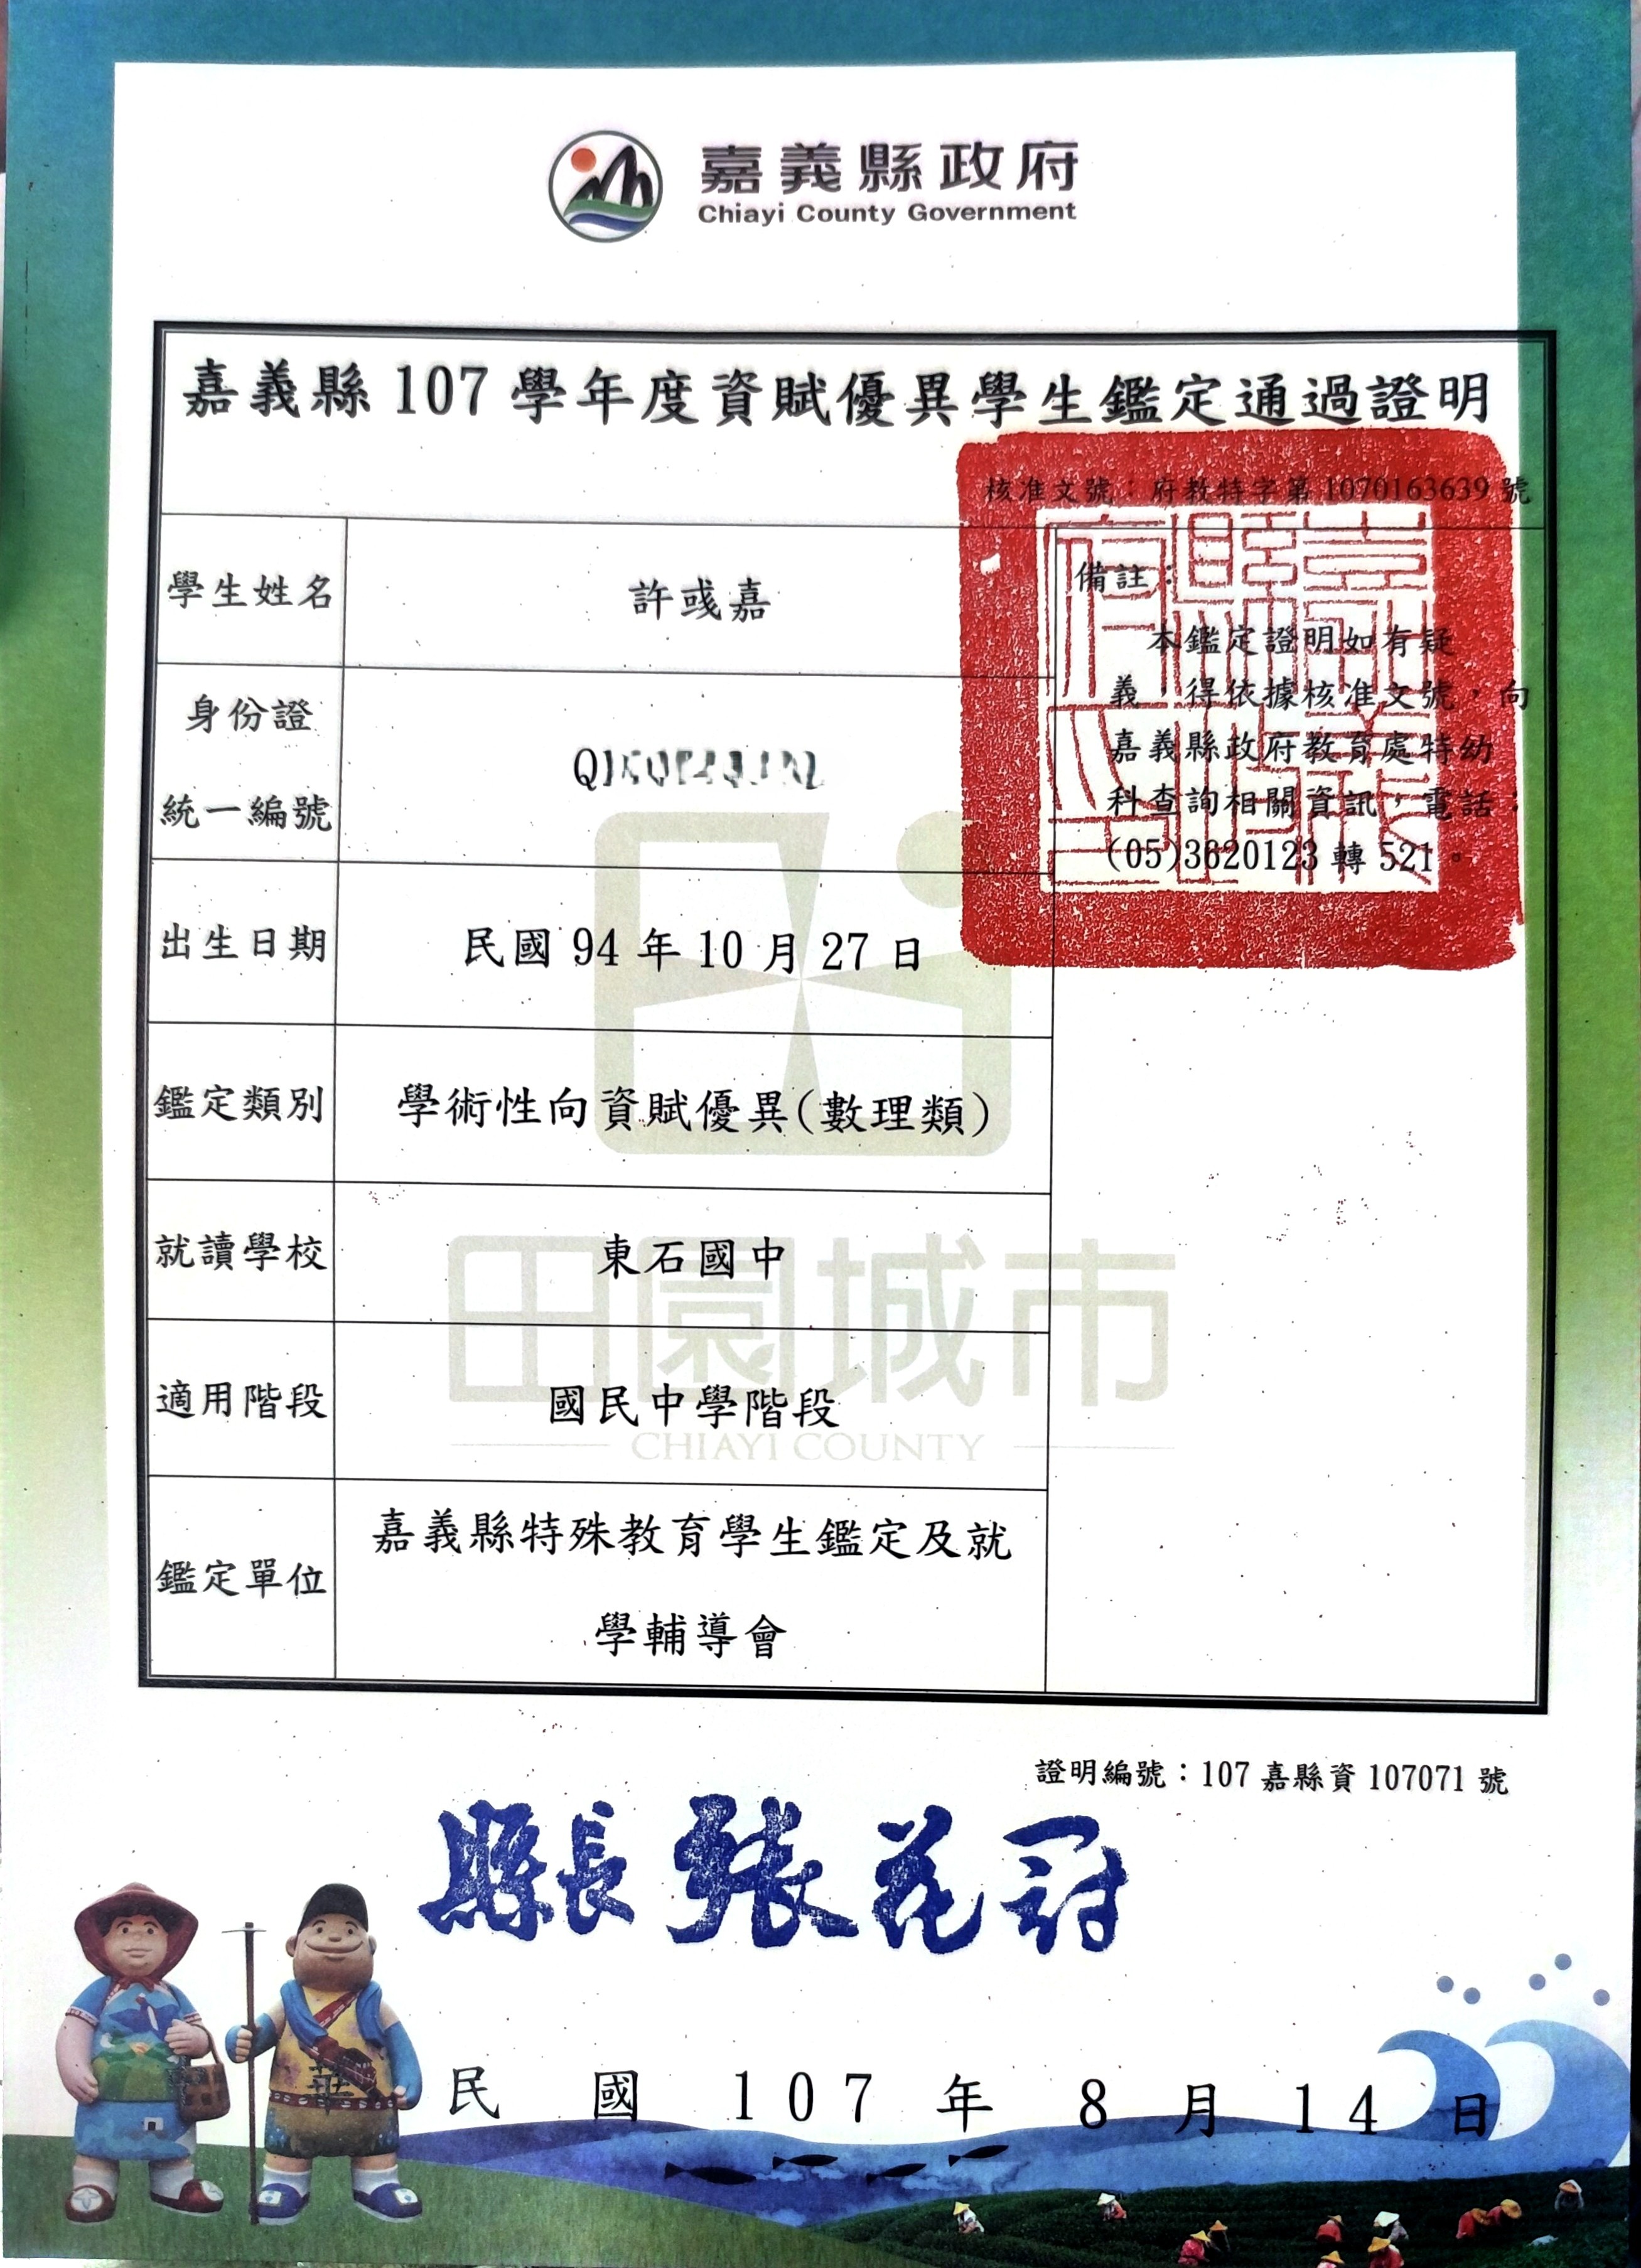 嘉義縣政府
Chiayi County Government
嘉義縣 107 學年度資賦優異學生鑑定通過證明
核准文號：府教特字第 1070163639 號
學生姓名
許彧嘉
備註：
本鑑定證明如有疑
義，得依據核准文號，向
嘉義縣政府教育處特幼
科查詢相關資訊，電話：
(05)3620123 轉 521。
身份證
統一編號
出生日期
民國 94 年 10 月 27 日
鑑定類別
學術性向資賦優異(數理類)
就讀學校
東石國中
適用階段
國民中學階段
鑑定單位
嘉義縣特殊教育學生鑑定及就
學輔導會
田園城市
CHIAYI COUNTY
證明編號：107 嘉縣資 107071 號
縣長 張花冠
民國 107 年 8 月 14 日